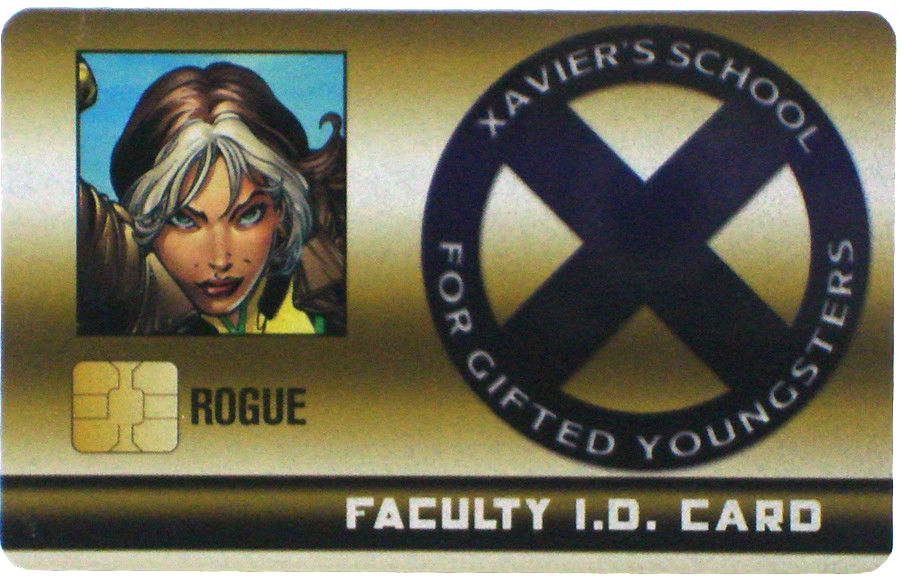 XAVIER'S SCHOOL
FOR GIFTED YOUNGSTERS
ROGUE
FACULTY I.D. CARD